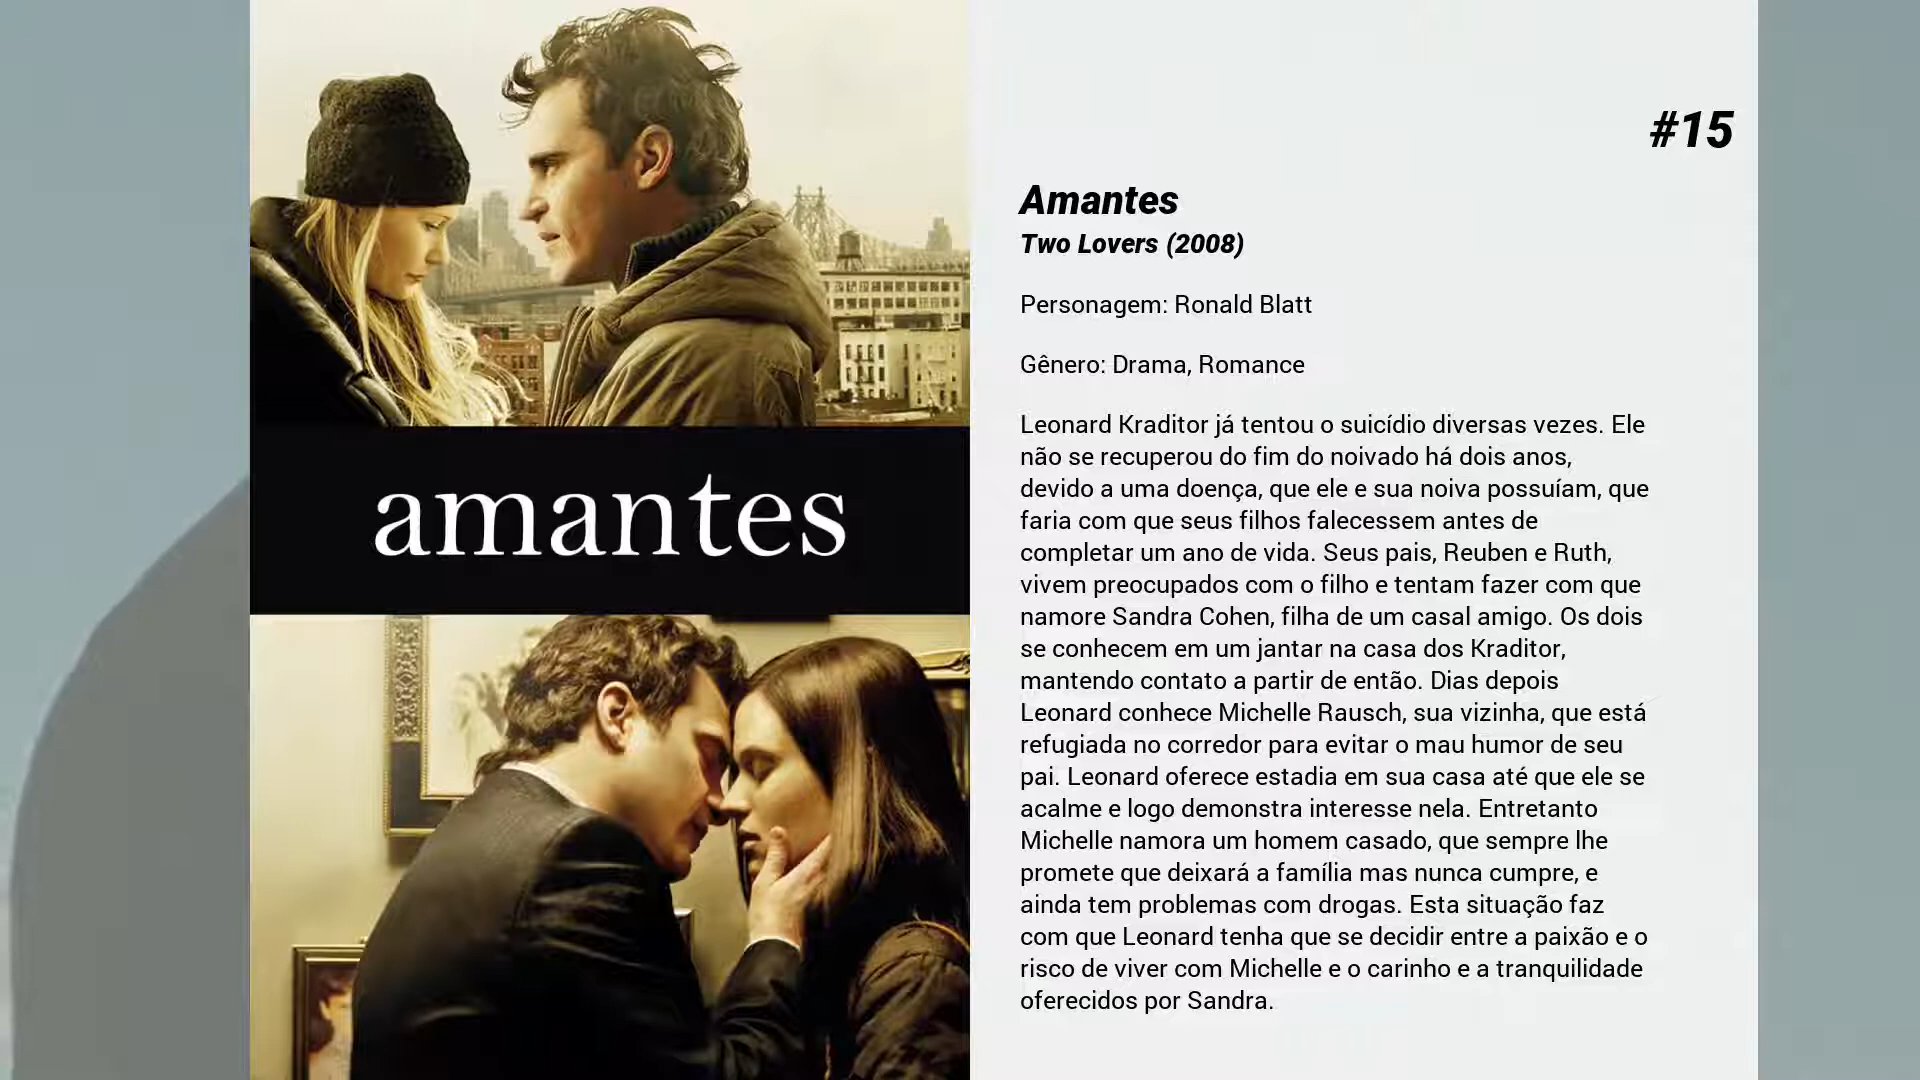 amantes
#15
Amantes
Two Lovers (2008)
Personagem: Ronald Blatt
Gênero: Drama, Romance
Leonard Kraditor já tentou o suicídio diversas vezes. Ele
não se recuperou do fim do noivado há dois anos,
devido a uma doença, que ele e sua noiva possuíam, que
faria com que seus filhos falecessem antes de
completar um ano de vida. Seus pais, Reuben e Ruth,
vivem preocupados com o filho e tentam fazer com que
namore Sandra Cohen, filha de um casal amigo. Os dois
se conhecem em um jantar na casa dos Kraditor,
mantendo contato a partir de então. Dias depois
Leonard conhece Michelle Rausch, sua vizinha, que está
refugiada no corredor para evitar o mau humor de seu
pai. Leonard oferece estadia em sua casa até que ele se
acalme e logo demonstra interesse nela. Entretanto
Michelle namora um homem casado, que sempre lhe
promete que deixará a família mas nunca cumpre, e
ainda tem problemas com drogas. Esta situação faz
com que Leonard tenha que se decidir entre a paixão e o
risco de viver com Michelle e o carinho e a tranquilidade
oferecidos por Sandra.